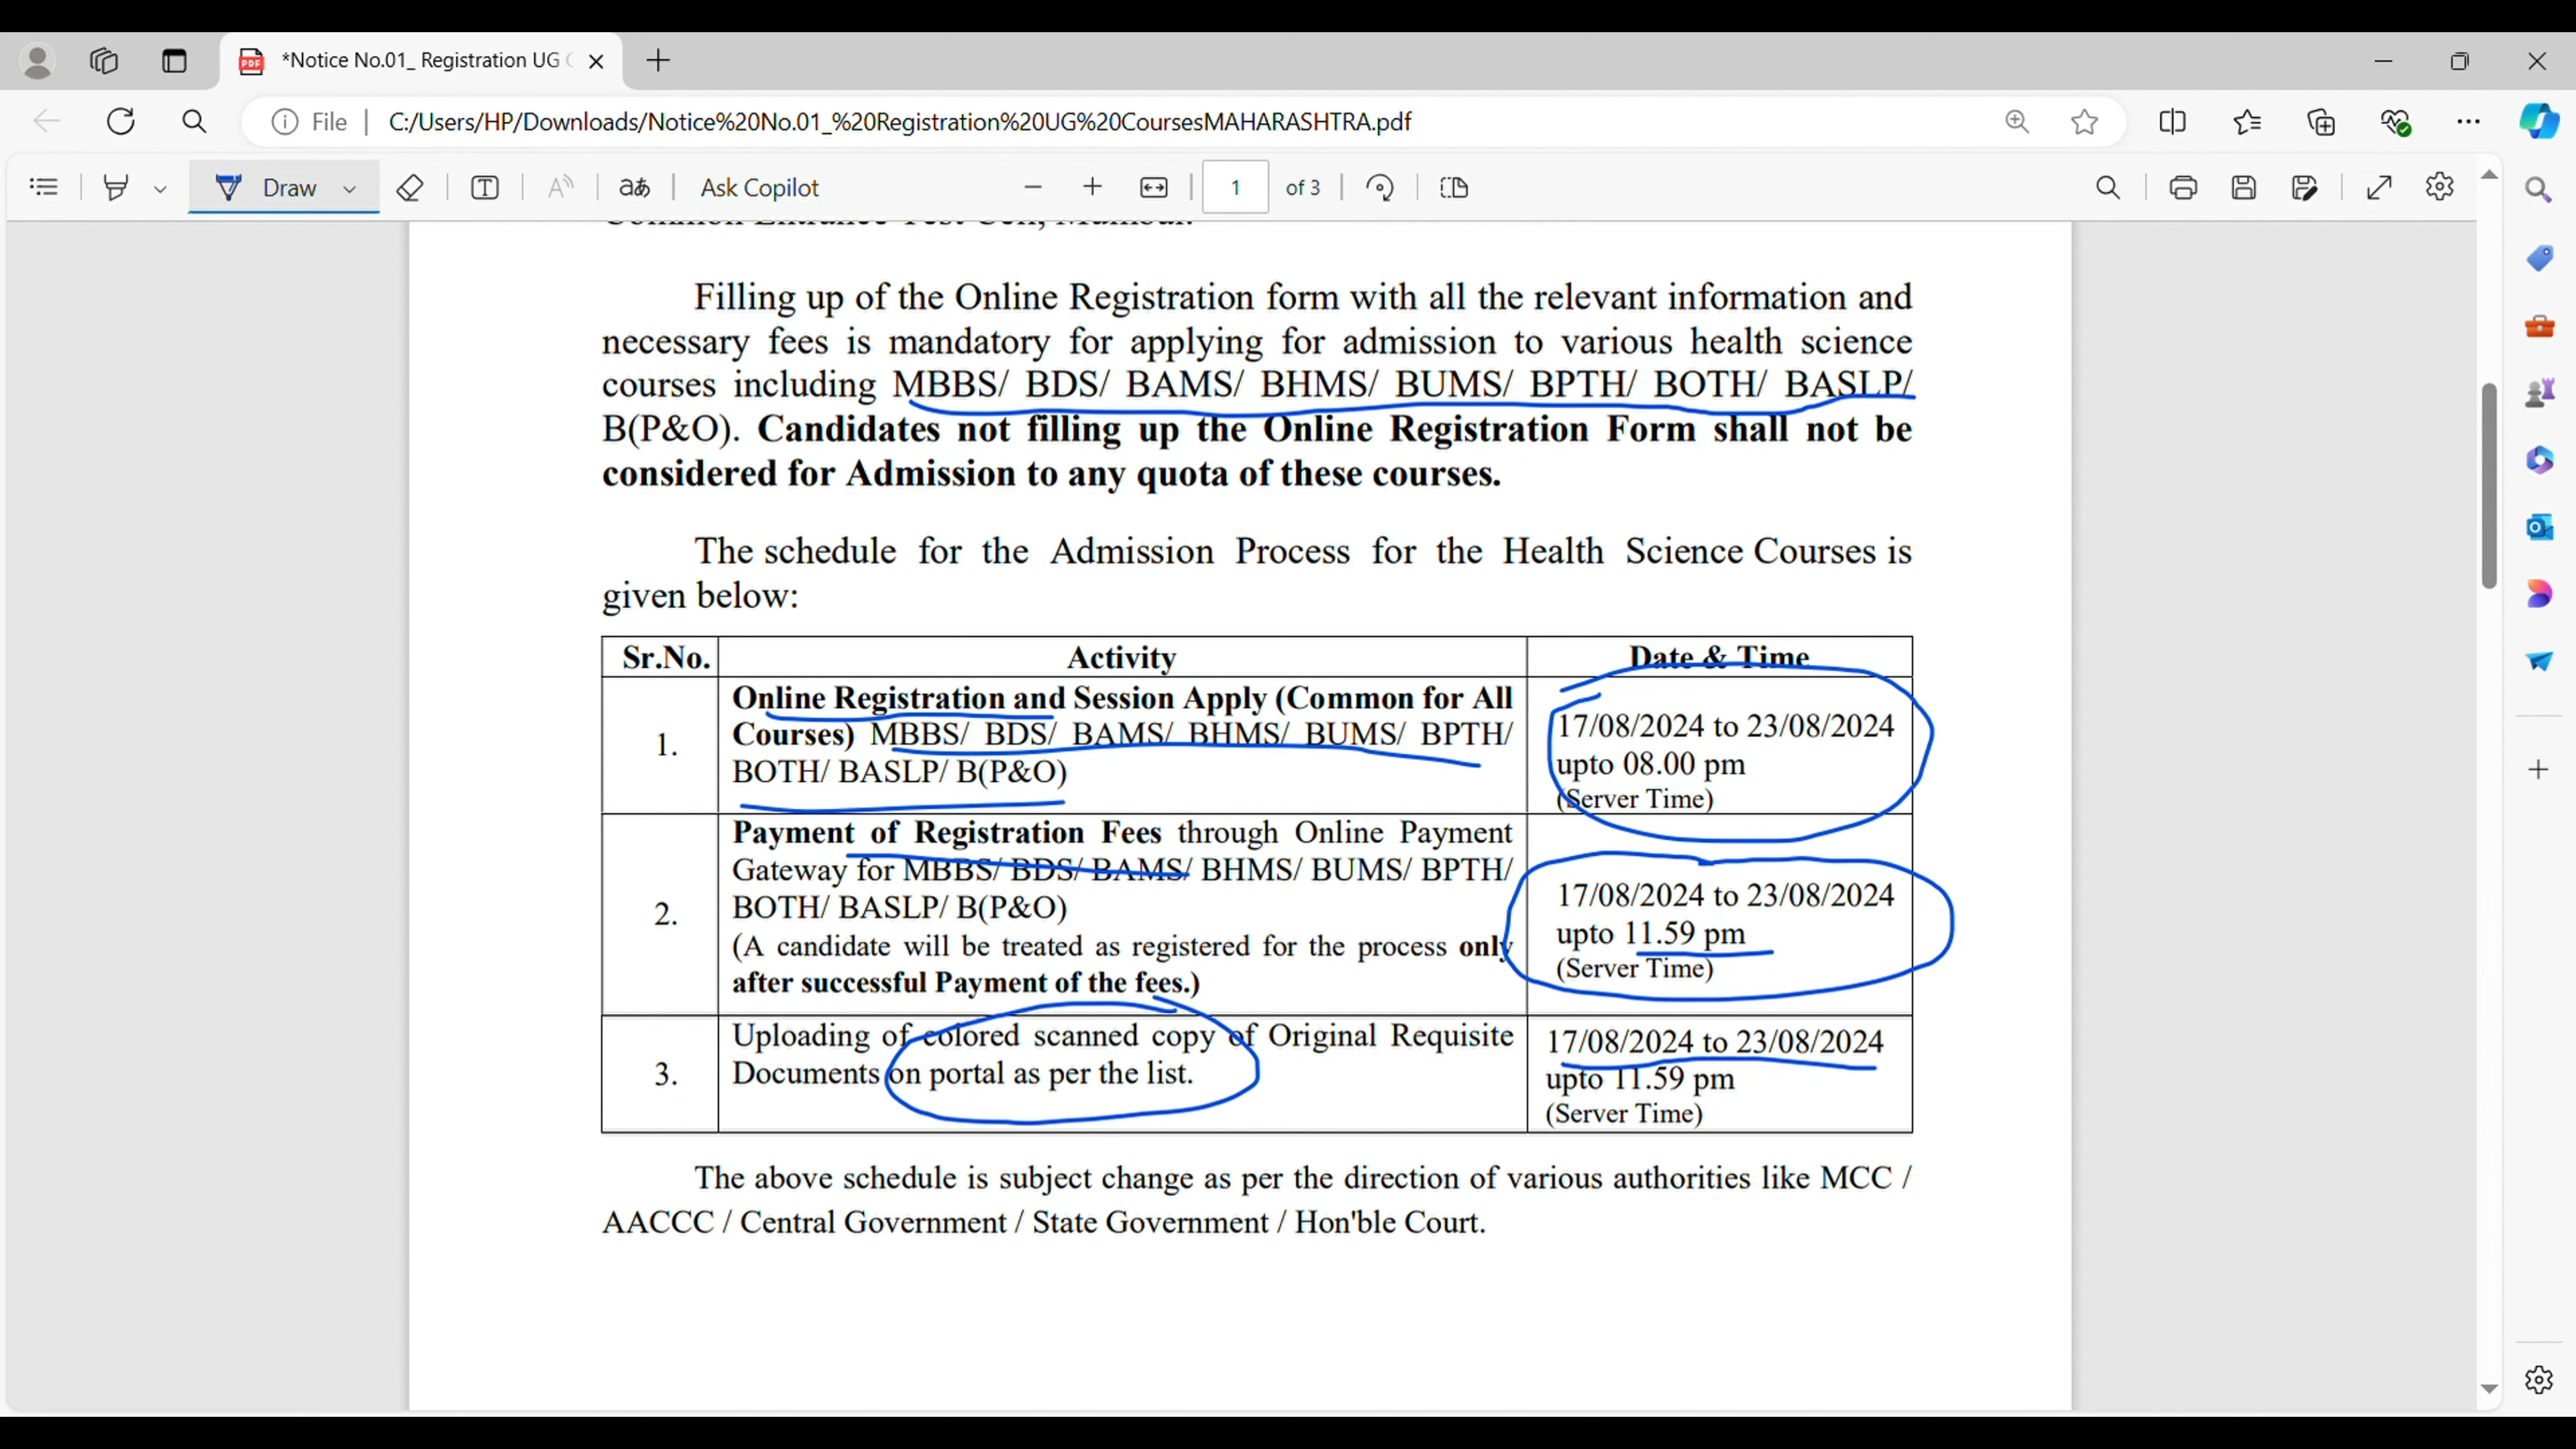 *Notice No.01_ Registration UG C
File
C:/Users/HP/Downloads/Notice%20No.01_%20Registration%20UG%20CoursesMAHARASHTRA.pdf
Draw
Ask Copilot
1 of 3
Common Entrance Test Cell, Mumbai.
Filling up of the Online Registration form with all the relevant information and
necessary fees is mandatory for applying for admission to various health science
courses including MBBS/ BDS/ BAMS/ BHMS/ BUMS/ BPTH/ BOTH/ BASLP/
B(P&O). Candidates not filling up the Online Registration Form shall not be
considered for Admission to any quota of these courses.
The schedule for the Admission Process for the Health Science Courses is
given below:
Sr.No. Activity Date & Time
1.
Online Registration and Session Apply (Common for All
Courses) MBBS/ BDS/ BAMS/ BHMS/ BUMS/ BPTH/
BOTH/ BASLP/ B(P&O)
17/08/2024 to 23/08/2024
upto 08.00 pm
(Server Time)
2.
Payment of Registration Fees through Online Payment
Gateway for MBBS/ BDS/ BAMS/ BHMS/ BUMS/ BPTH/
BOTH/ BASLP/ B(P&O)
(A candidate will be treated as registered for the process only
after successful Payment of the fees.)
17/08/2024 to 23/08/2024
upto 11.59 pm
(Server Time)
3.
Uploading of colored scanned copy of Original Requisite
Documents on portal as per the list.
17/08/2024 to 23/08/2024
upto 11.59 pm
(Server Time)
The above schedule is subject change as per the direction of various authorities like MCC /
AACCC / Central Government / State Government / Hon'ble Court.